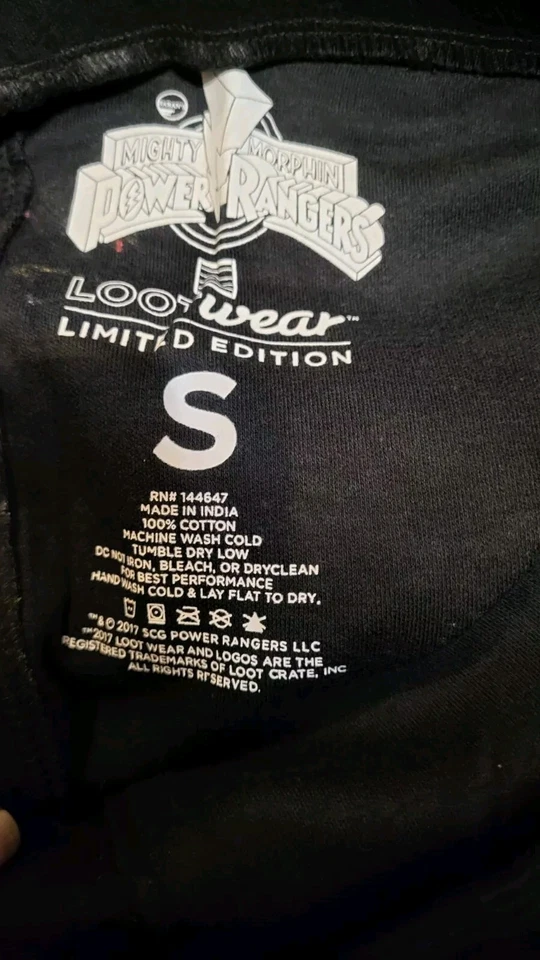 SABAN'S
MIGHTY MORPHIN
POWER RANGERS
LOOT wear™
LIMITED EDITION
S
RN# 144647
MADE IN INDIA
100% COTTON
MACHINE WASH COLD
TUMBLE DRY LOW
DO NOT IRON, BLEACH, OR DRYCLEAN
FOR BEST PERFORMANCE
HAND WASH COLD & LAY FLAT TO DRY.
™& © 2017 SCG POWER RANGERS LLC
™2017 LOOT WEAR AND LOGOS ARE THE
REGISTERED TRADEMARKS OF LOOT CRATE, INC
ALL RIGHTS RESERVED.